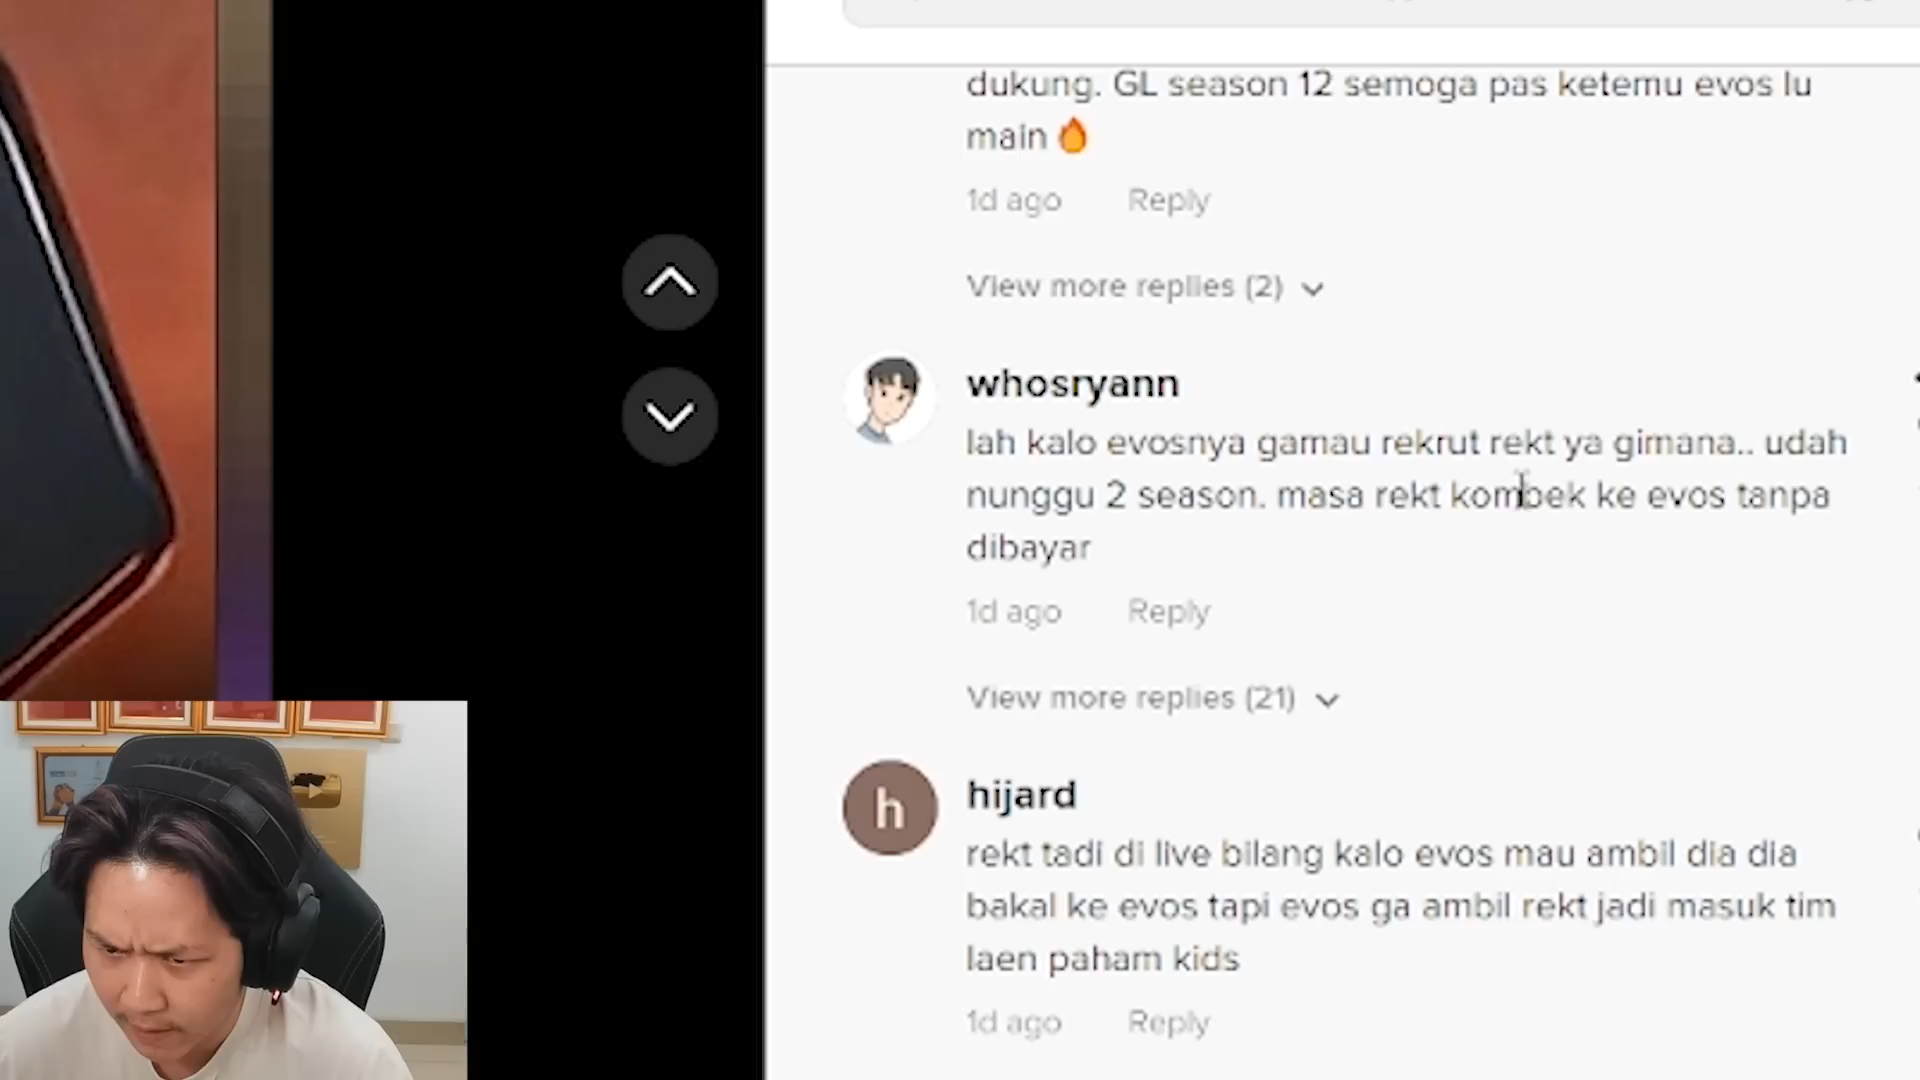 dukung. GL season 12 semoga pas ketemu evos lu
main 🔥
1d ago Reply
View more replies (2)
whosryann
lah kalo evosnya gamau rekrut rekt ya gimana.. udah
nunggu 2 season. masa rekt kombek ke evos tanpa
dibayar
1d ago Reply
View more replies (21)
h
hijard
rekt tadi di live bilang kalo evos mau ambil dia dia
bakal ke evos tapi evos ga ambil rekt jadi masuk tim
laen paham kids
1d ago Reply